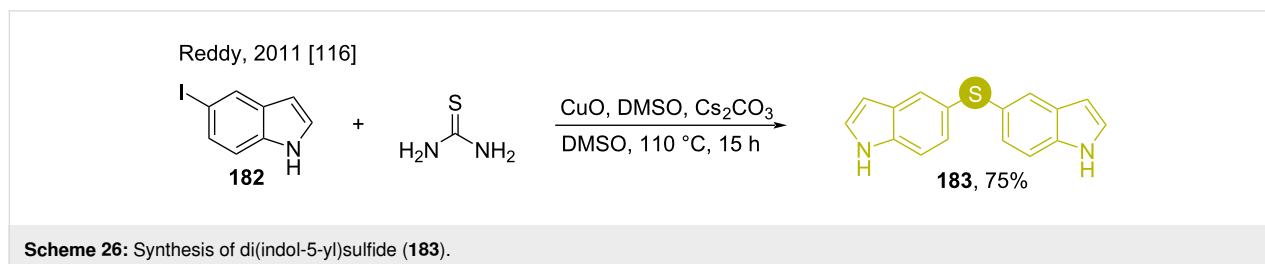 Reddy, 2011 [116]
I
N
H
182
+
S
H₂N
NH₂
CuO, DMSO, Cs₂CO₃
DMSO, 110 °C, 15 h
S
N
H
N
H
183, 75%
Scheme 26: Synthesis of di(indol-5-yl)sulfide (183).